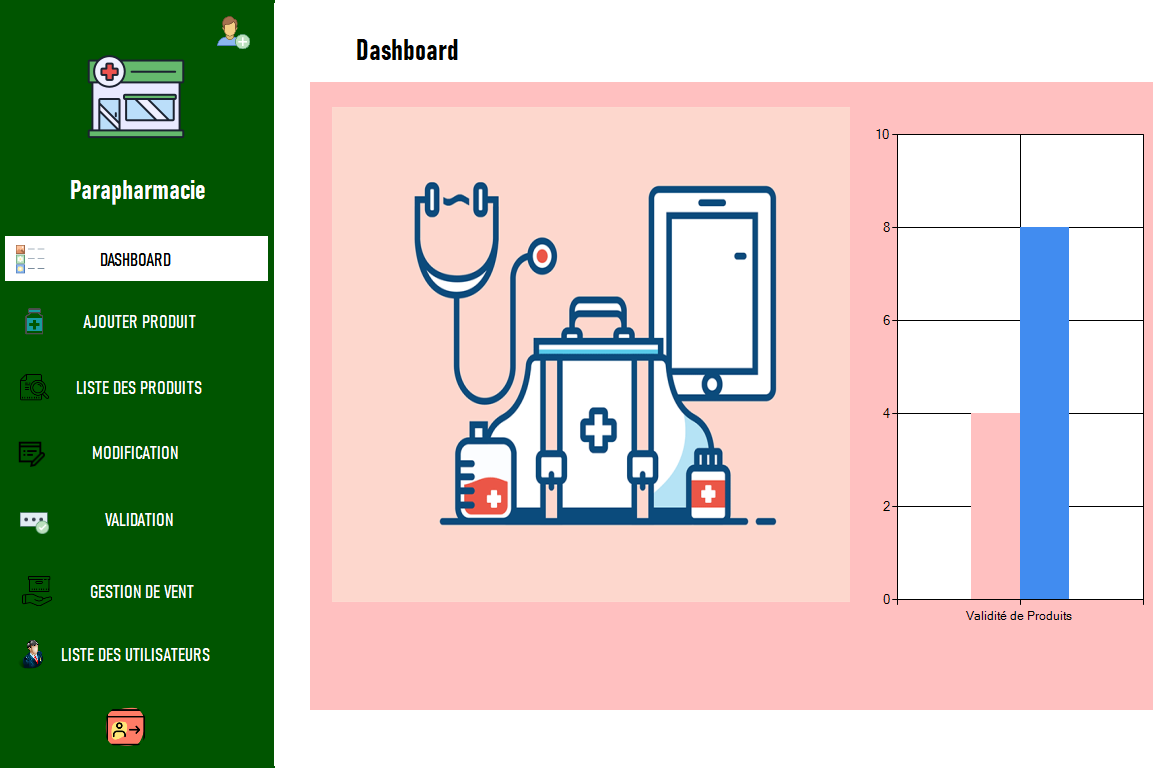 Parapharmacie
DASHBOARD
AJOUTER PRODUIT
LISTE DES PRODUITS
MODIFICATION
VALIDATION
GESTION DE VENT
LISTE DES UTILISATEURS
Dashboard
10
8
6
4
2
0
Validité de Produits